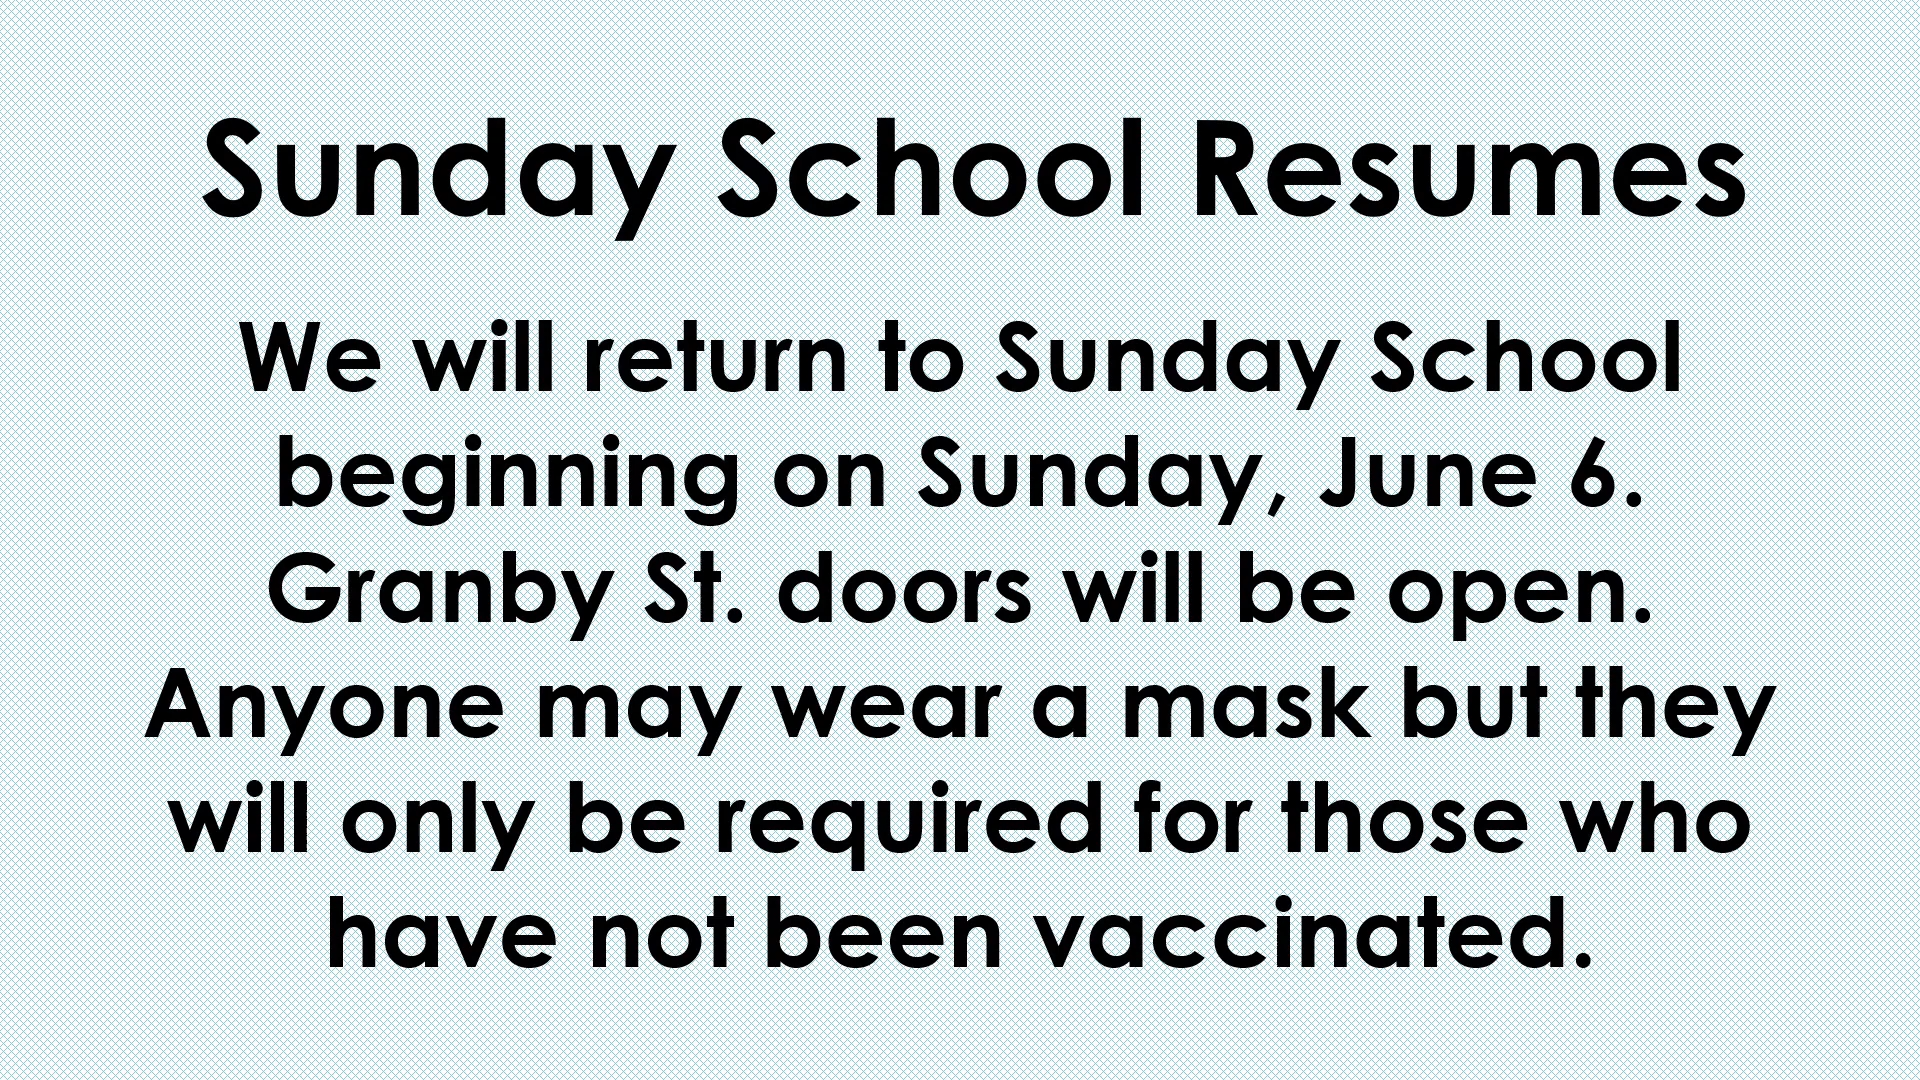 Sunday School Resumes
We will return to Sunday School
beginning on Sunday, June 6.
Granby St. doors will be open.
Anyone may wear a mask but they
will only be required for those who
have not been vaccinated.